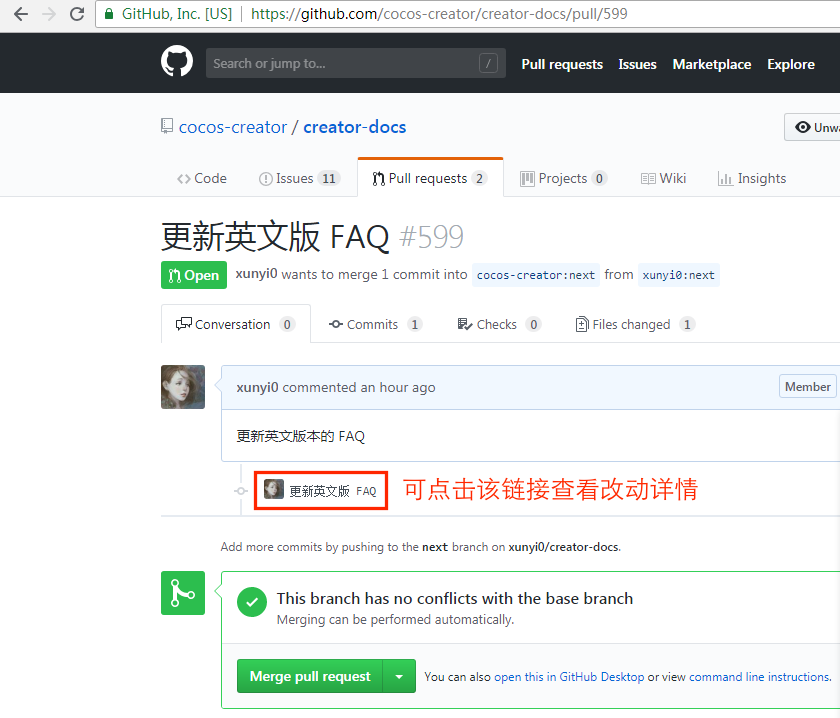 GitHub, Inc. [US] | https://github.com/cocos-creator/creator-docs/pull/599
Search or jump to... / Pull requests Issues Marketplace Explore
cocos-creator / creator-docs Unwa
Code Issues 11 Pull requests 2 Projects 0 Wiki Insights
更新英文版 FAQ #599
Open xunyi0 wants to merge 1 commit into cocos-creator:next from xunyi0:next
Conversation 0 Commits 1 Checks 0 Files changed 1
xunyi0 commented an hour ago Member
更新英文版本的 FAQ
更新英文版 FAQ 可点击该链接查看改动详情
Add more commits by pushing to the next branch on xunyi0/creator-docs.
This branch has no conflicts with the base branch
Merging can be performed automatically.
Merge pull request You can also open this in GitHub Desktop or view command line instructions.